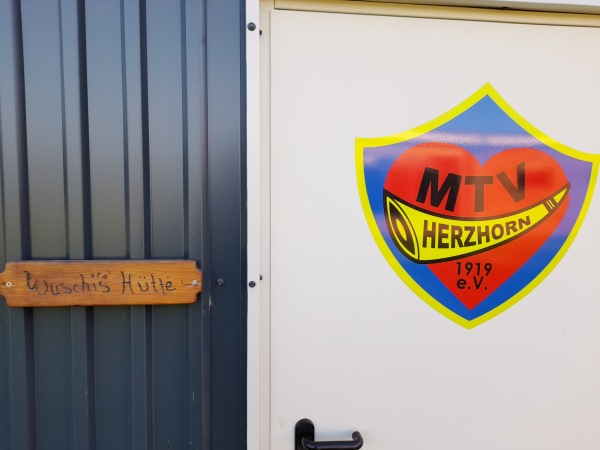 Wuschi's Hütte
MTV
HERZHORN
1919
e.V.